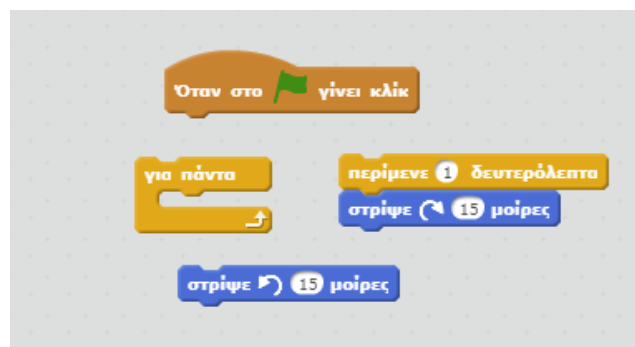 Όταν στο γίνει κλίκ
για πάντα
περίμενε 1 δευτερόλεπτα
στρίψε 15 μοίρες
στρίψε 15 μοίρες